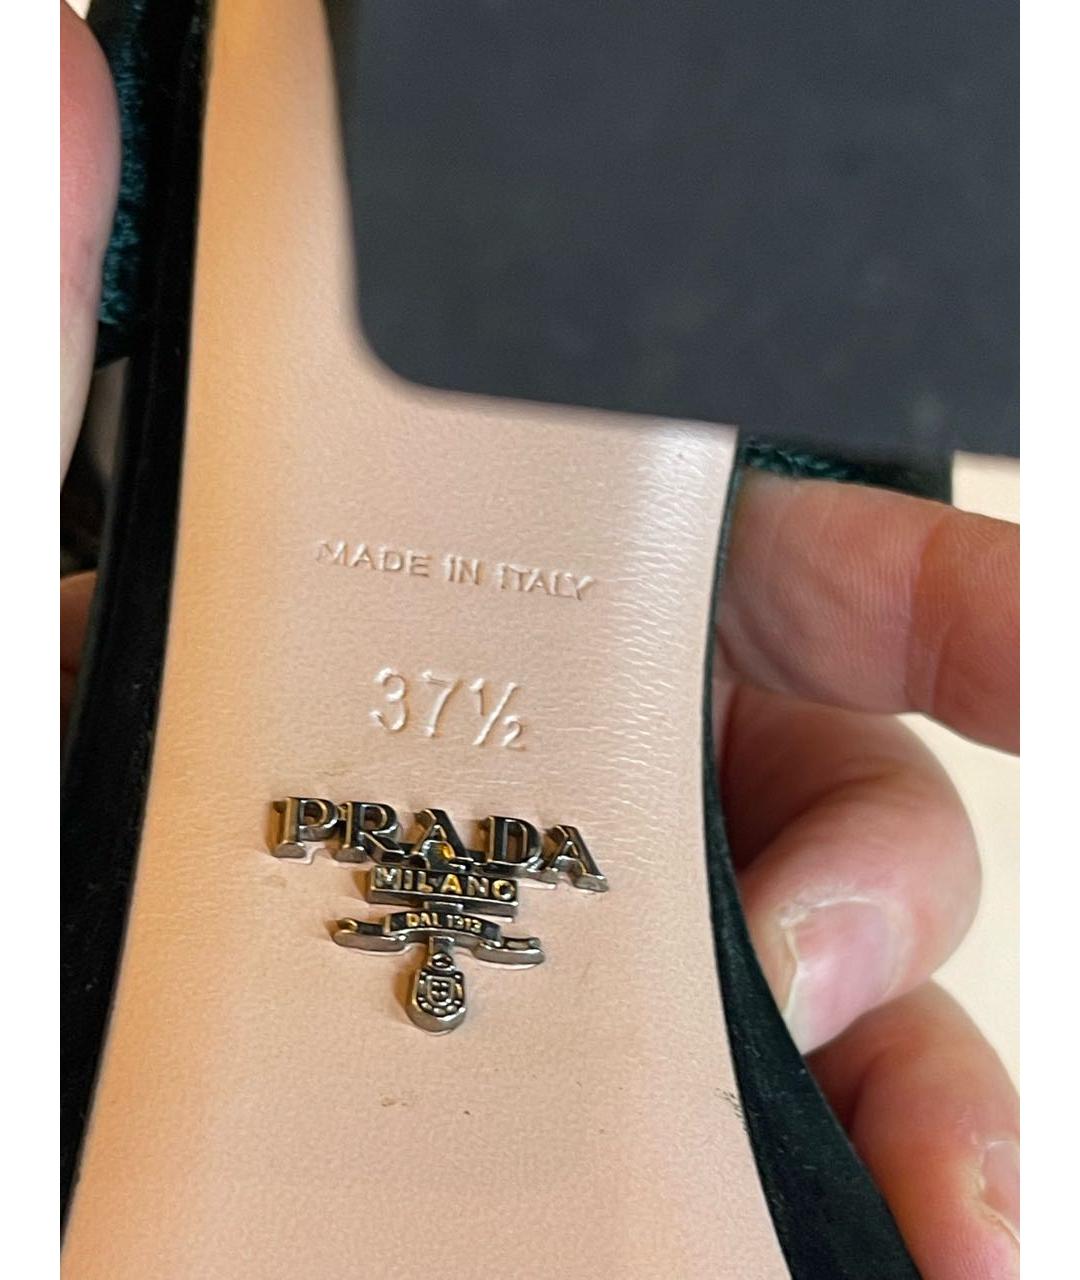 MADE IN ITALY
37½
PRADA
MILANO
DAL 1913